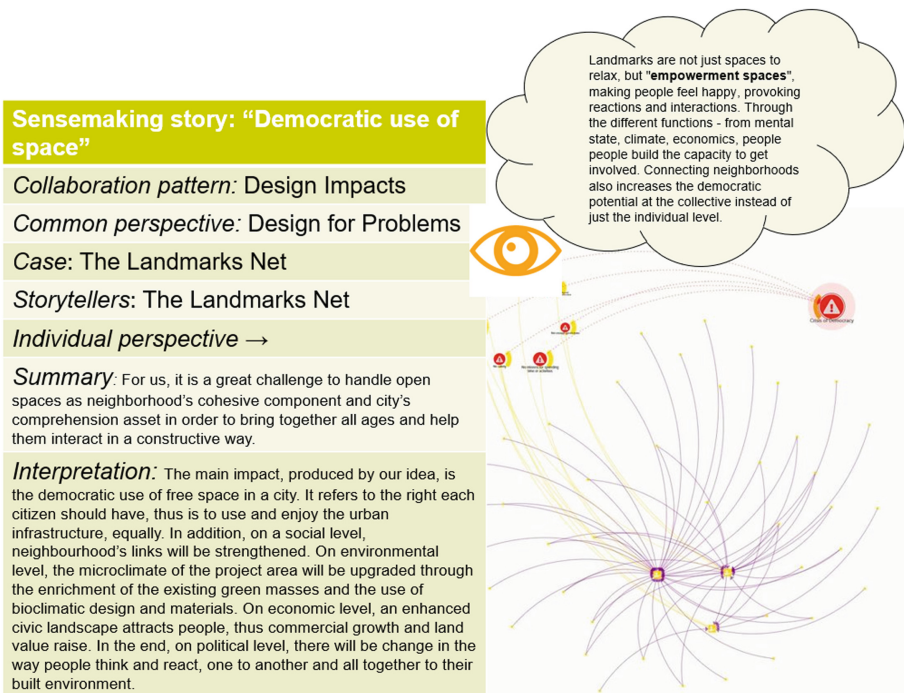 Landmarks are not just spaces to
relax, but "empowerment spaces",
making people feel happy, provoking
reactions and interactions. Through
the different functions - from mental
state, climate, economics, people
people build the capacity to get
involved. Connecting neighborhoods
also increases the democratic
potential at the collective instead of
just the individual level.
Sensemaking story: “Democratic use of
space”
Collaboration pattern: Design Impacts
Common perspective: Design for Problems
Case: The Landmarks Net
Storytellers: The Landmarks Net
Individual perspective →
Summary: For us, it is a great challenge to handle open
spaces as neighborhood’s cohesive component and city’s
comprehension asset in order to bring together all ages and help
them interact in a constructive way.
Interpretation: The main impact, produced by our idea, is
the democratic use of free space in a city. It refers to the right each
citizen should have, thus is to use and enjoy the urban
infrastructure, equally. In addition, on a social level,
neighbourhood’s links will be strengthened. On environmental
level, the microclimate of the project area will be upgraded through
the enrichment of the existing green masses and the use of
bioclimatic design and materials. On economic level, an enhanced
civic landscape attracts people, thus commercial growth and land
value raise. In the end, on political level, there will be change in the
way people think and react, one to another and all together to their
built environment.
Crisis of Democracy